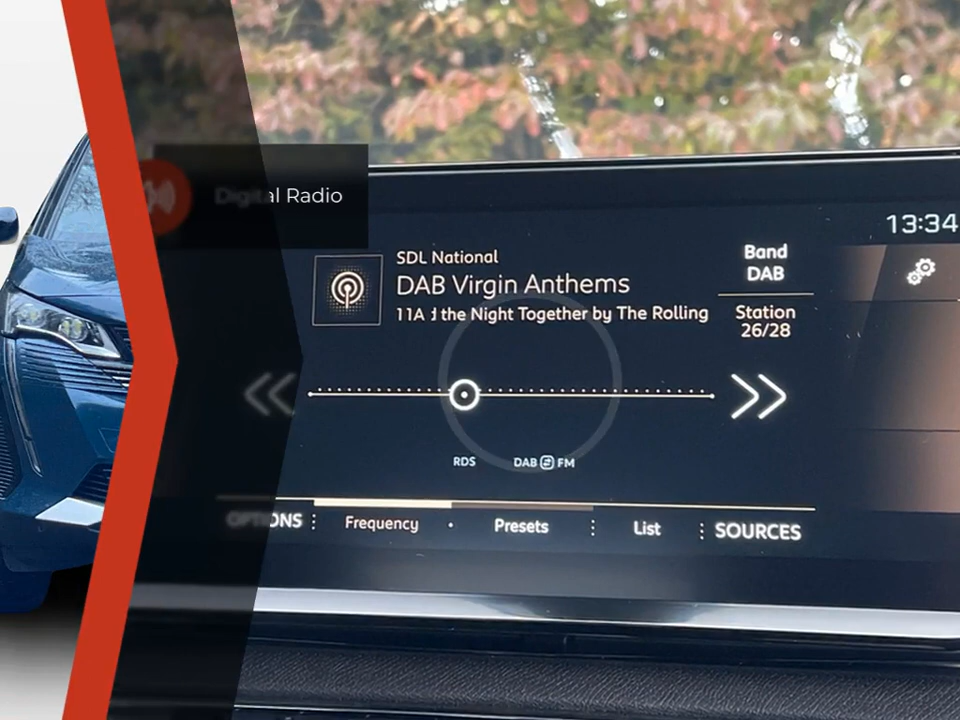 Digital Radio
13:34
SDL National
DAB Virgin Anthems
11A d the Night Together by The Rolling
Band
DAB
Station
26/28
RDS
DAB FM
OPTIONS
Frequency
Presets
List
SOURCES